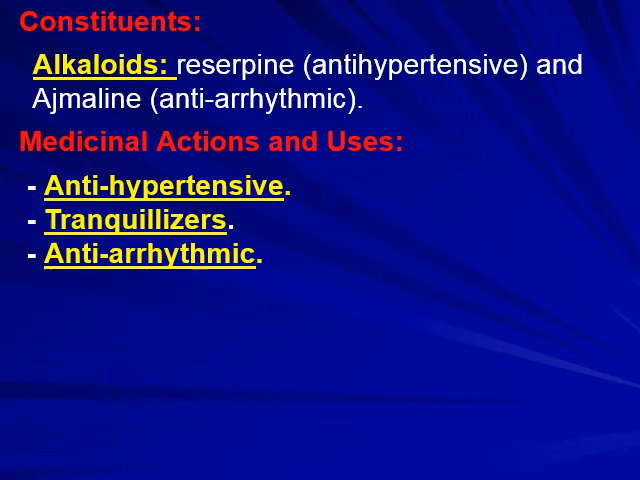 Constituents:
Alkaloids: reserpine (antihypertensive) and
Ajmaline (anti-arrhythmic).
Medicinal Actions and Uses:
- Anti-hypertensive.
- Tranquillizers.
- Anti-arrhythmic.